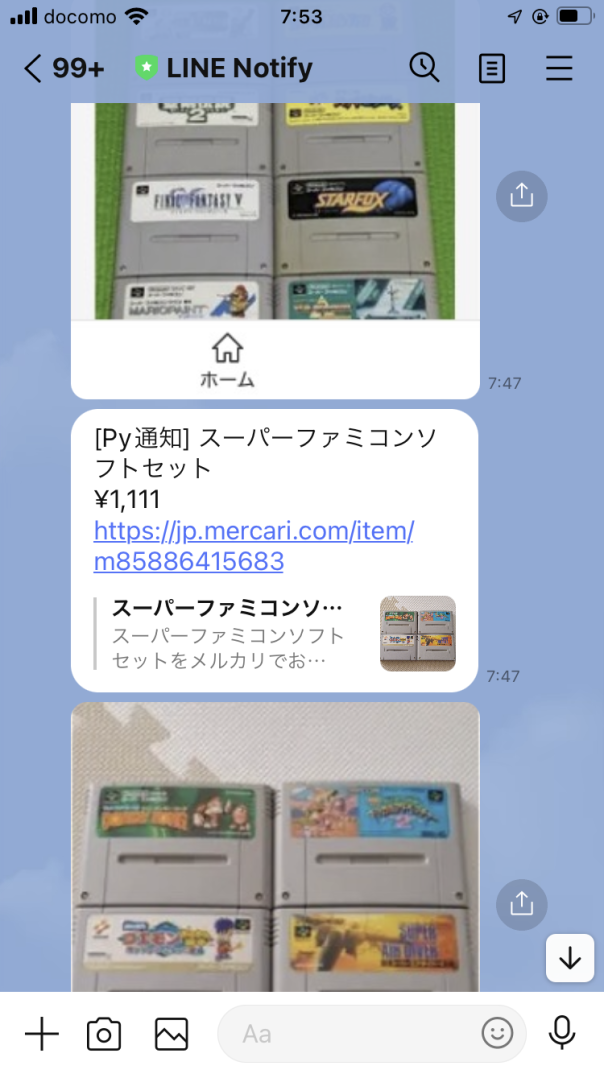 docomo
7:53
99+
LINE Notify
2
FINAL FANTASY V
STARFOX
MARIOPAINT
ホーム
7:47
[Py通知] スーパーファミコンソ
フトセット
¥1,111
https://jp.mercari.com/item/
m85886415683
スーパーファミコンソ…
スーパーファミコンソフト
セットをメルカリでお…
7:47
2
SUPER
AIR DIVER
Aa